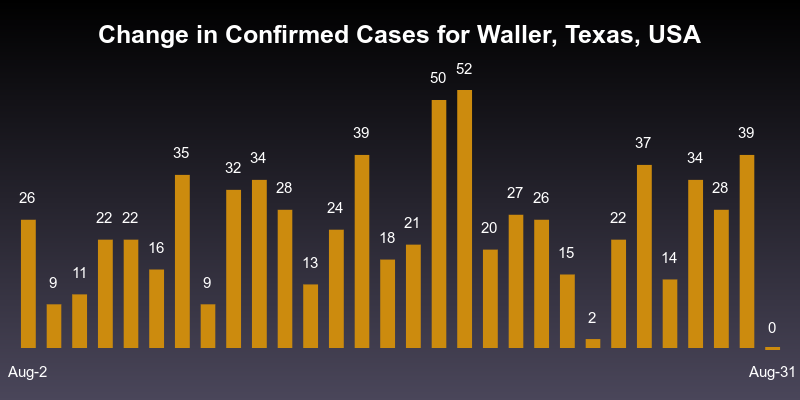 Change in Confirmed Cases for Waller, Texas, USA
26 9 11 22 22 16 35 9 32 34 28 13 24 39 18 21 50 52 20 27 26 15 2 22 37 14 34 28 39 0
Aug-2 Aug-31